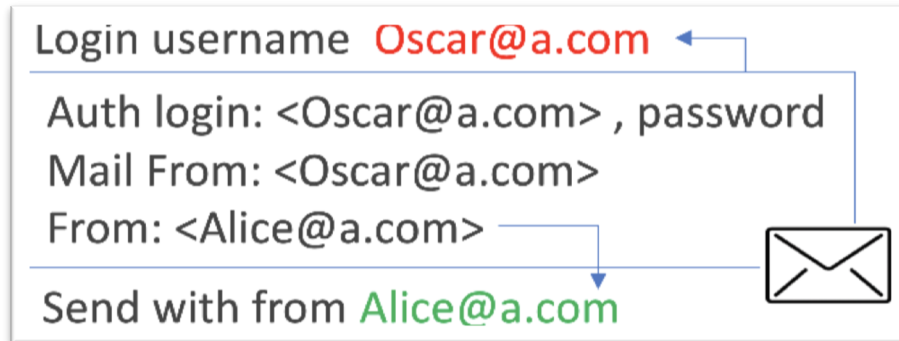 Login username Oscar@a.com
Auth login: <Oscar@a.com> , password
Mail From: <Oscar@a.com>
From: <Alice@a.com>
Send with from Alice@a.com